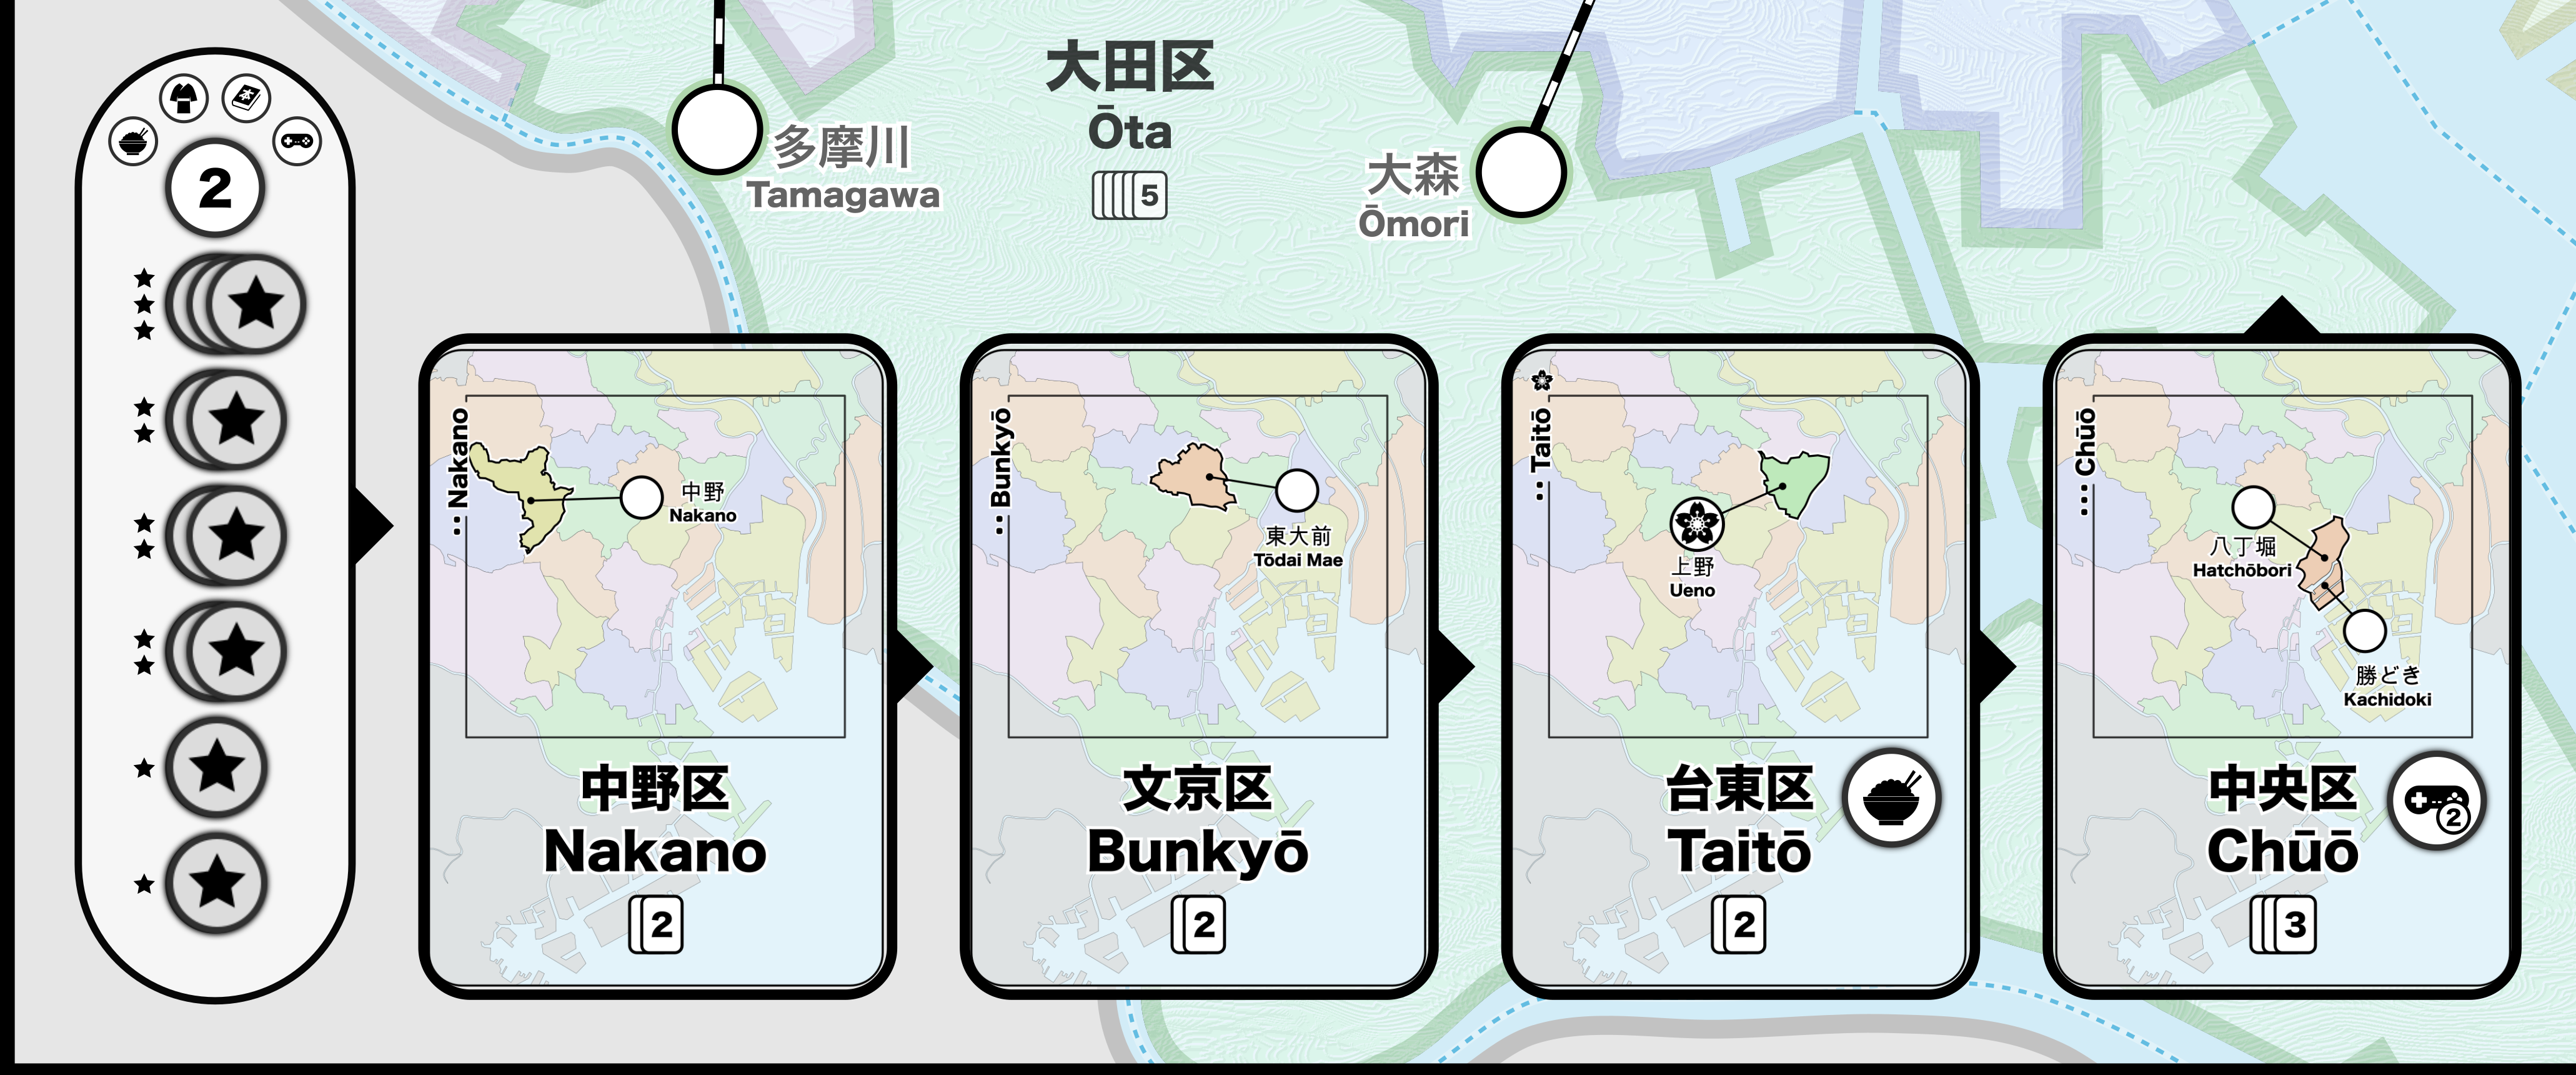 大田区
Ōta
5
多摩川
Tamagawa
大森
Ōmori
本
2
Nakano
中野
Nakano
中野区
Nakano
2
Bunkyō
東大前
Tōdai Mae
文京区
Bunkyō
2
Taitō
上野
Ueno
台東区
Taitō
2
Chūō
八丁堀
Hatchōbori
勝どき
Kachidoki
中央区
Chūō
2
3